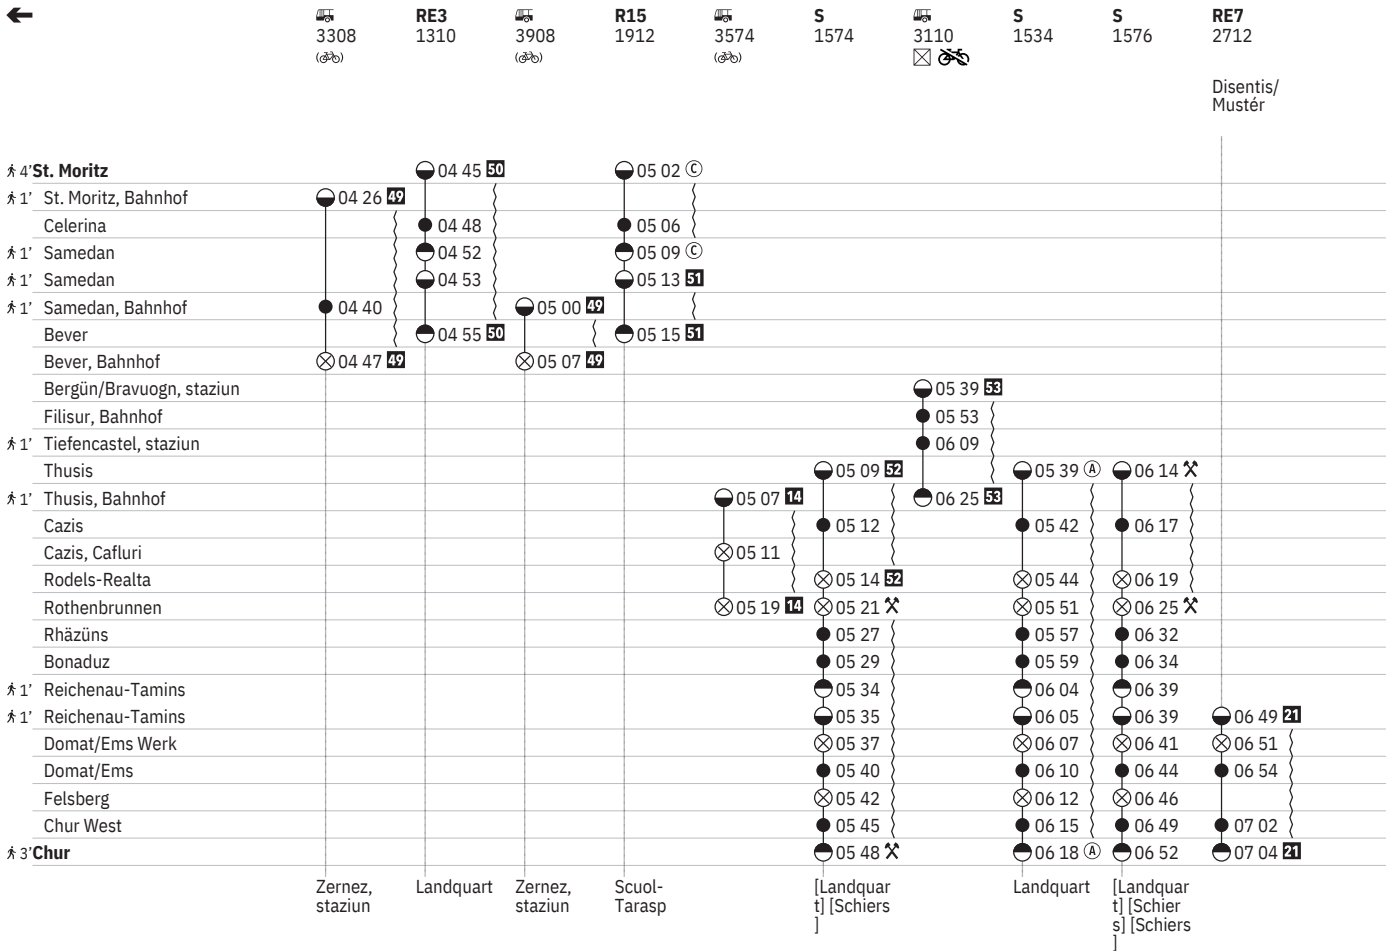 RE3 R15 S S S RE7
3308 1310 3908 1912 3574 1574 3110 1534 1576 2712
Disentis/
Mustér
4' St. Moritz 04 45 50 05 02 C
1' St. Moritz, Bahnhof 04 26 49
Celerina 04 48 05 06
1' Samedan 04 52 05 09 C
1' Samedan 04 53 05 13 51
1' Samedan, Bahnhof 04 40 05 00 49
Bever 04 55 50 05 15 51
Bever, Bahnhof 04 47 49 05 07 49
Bergün/Bravuogn, staziun 05 39 53
Filisur, Bahnhof 05 53
1' Tiefencastel, staziun 06 09
Thusis 05 09 52 05 39 A 06 14
1' Thusis, Bahnhof 05 07 14 06 25 53
Cazis 05 12 05 42 06 17
Cazis, Cafluri 05 11
Rodels-Realta 05 14 52 05 44 06 19
Rothenbrunnen 05 19 14 05 21 05 51 06 25
Rhäzüns 05 27 05 57 06 32
Bonaduz 05 29 05 59 06 34
1' Reichenau-Tamins 05 34 06 04 06 39
1' Reichenau-Tamins 05 35 06 05 06 39 06 49 21
Domat/Ems Werk 05 37 06 07 06 41 06 51
Domat/Ems 05 40 06 10 06 44 06 54
Felsberg 05 42 06 12 06 46
Chur West 05 45 06 15 06 49 07 02
3' Chur 05 48 06 18 A 06 52 07 04 21
Zernez, Landquart Zernez, Scuol- [Landquar Landquart [Landquar
staziun staziun Tarasp t] [Schiers t] [Schier
] s] [Schiers
]